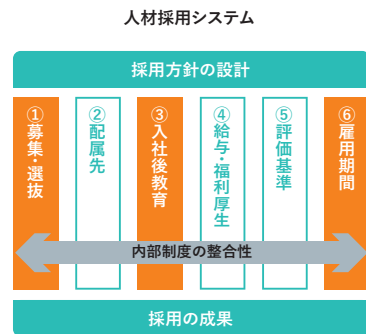 人材採用システム
採用方針の設計
①募集・選抜
②配属先
③入社後教育
④給与・福利厚生
⑤評価基準
⑥雇用期間
内部制度の整合性
採用の成果